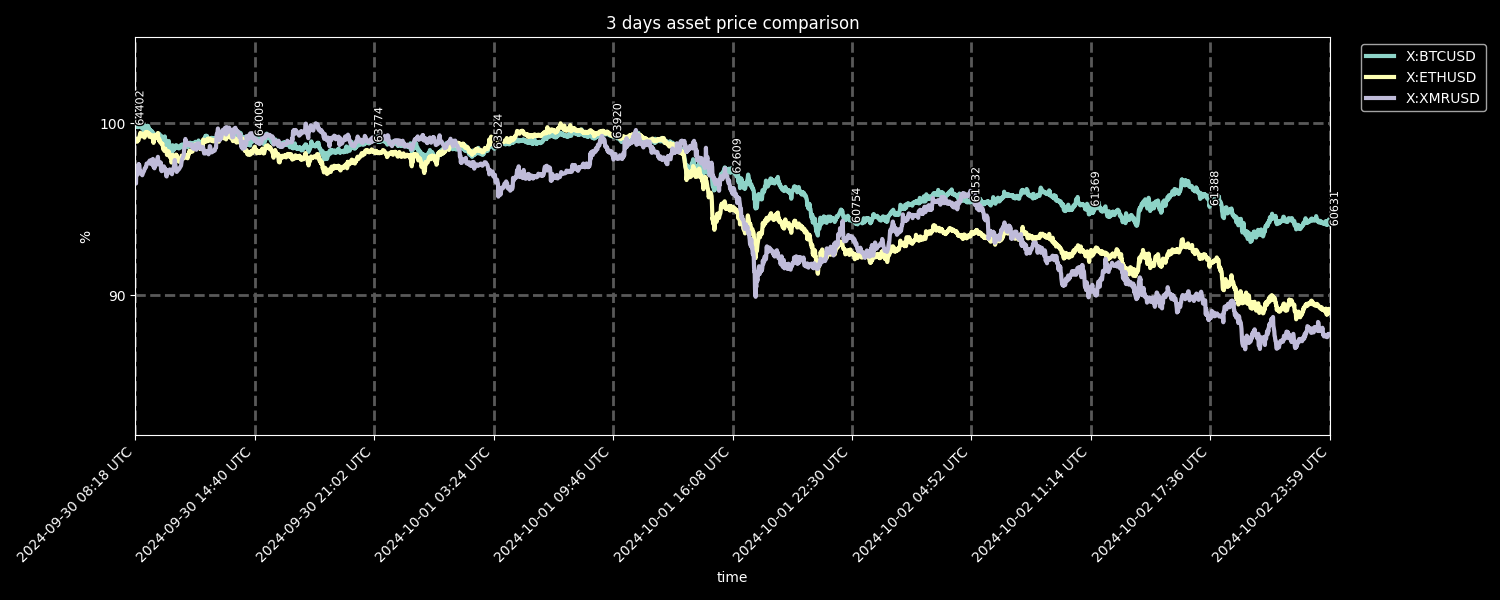 3 days asset price comparison
X:BTCUSD
X:ETHUSD
X:XMRUSD
%
100
90
64402
64009
63774
63524
63920
62609
60754
61532
61369
61388
60631
2024-09-30 08:18 UTC
2024-09-30 14:40 UTC
2024-09-30 21:02 UTC
2024-10-01 03:24 UTC
2024-10-01 09:46 UTC
2024-10-01 16:08 UTC
2024-10-01 22:30 UTC
2024-10-02 04:52 UTC
2024-10-02 11:14 UTC
2024-10-02 17:36 UTC
2024-10-02 23:59 UTC
time